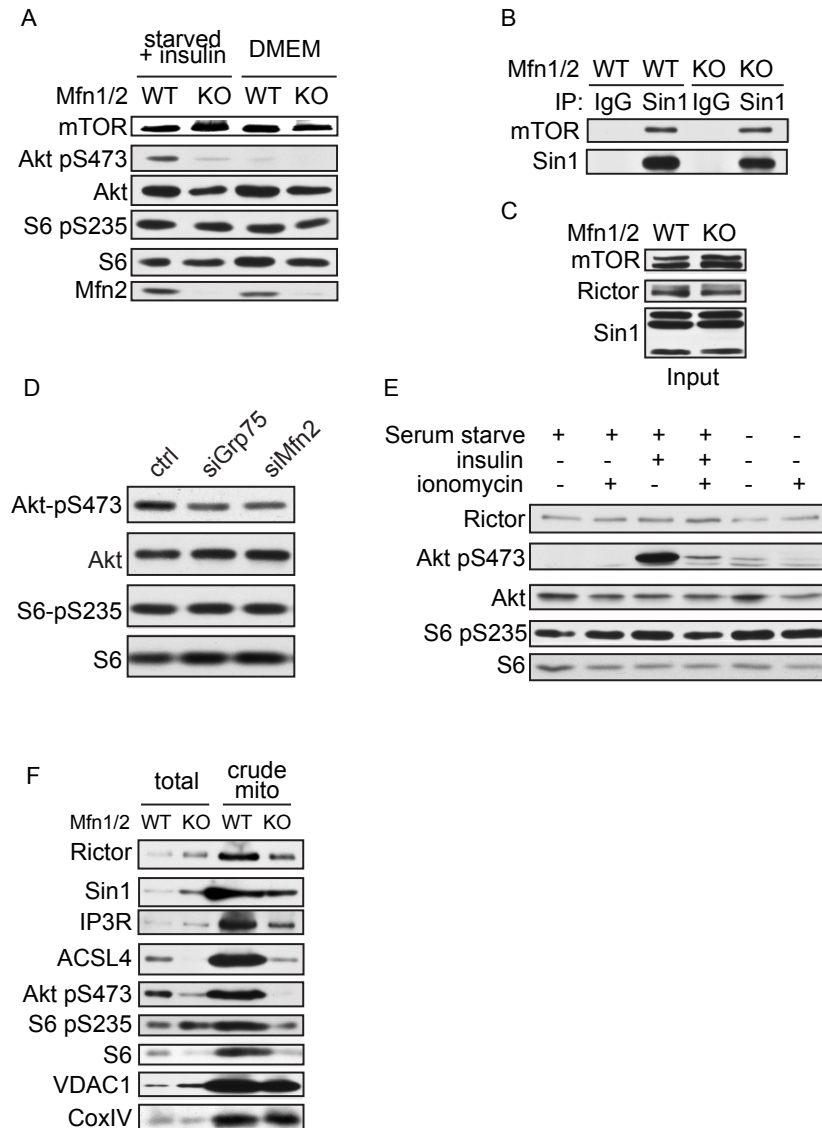 A
starved
+ insulin DMEM
Mfn1/2 WT KO WT KO
mTOR
Akt pS473
Akt
S6 pS235
S6
Mfn2
B
Mfn1/2 WT WT KO KO
IP: IgG Sin1 IgG Sin1
mTOR
Sin1
C
Mfn1/2 WT KO
mTOR
Rictor
Sin1
Input
D
ctrl siGrp75 siMfn2
Akt-pS473
Akt
S6-pS235
S6
E
Serum starve + + + + - -
insulin - - + + - -
ionomycin - + - + - +
Rictor
Akt pS473
Akt
S6 pS235
S6
F
total crude
mito
Mfn1/2 WT KO WT KO
Rictor
Sin1
IP3R
ACSL4
Akt pS473
S6 pS235
S6
VDAC1
CoxIV